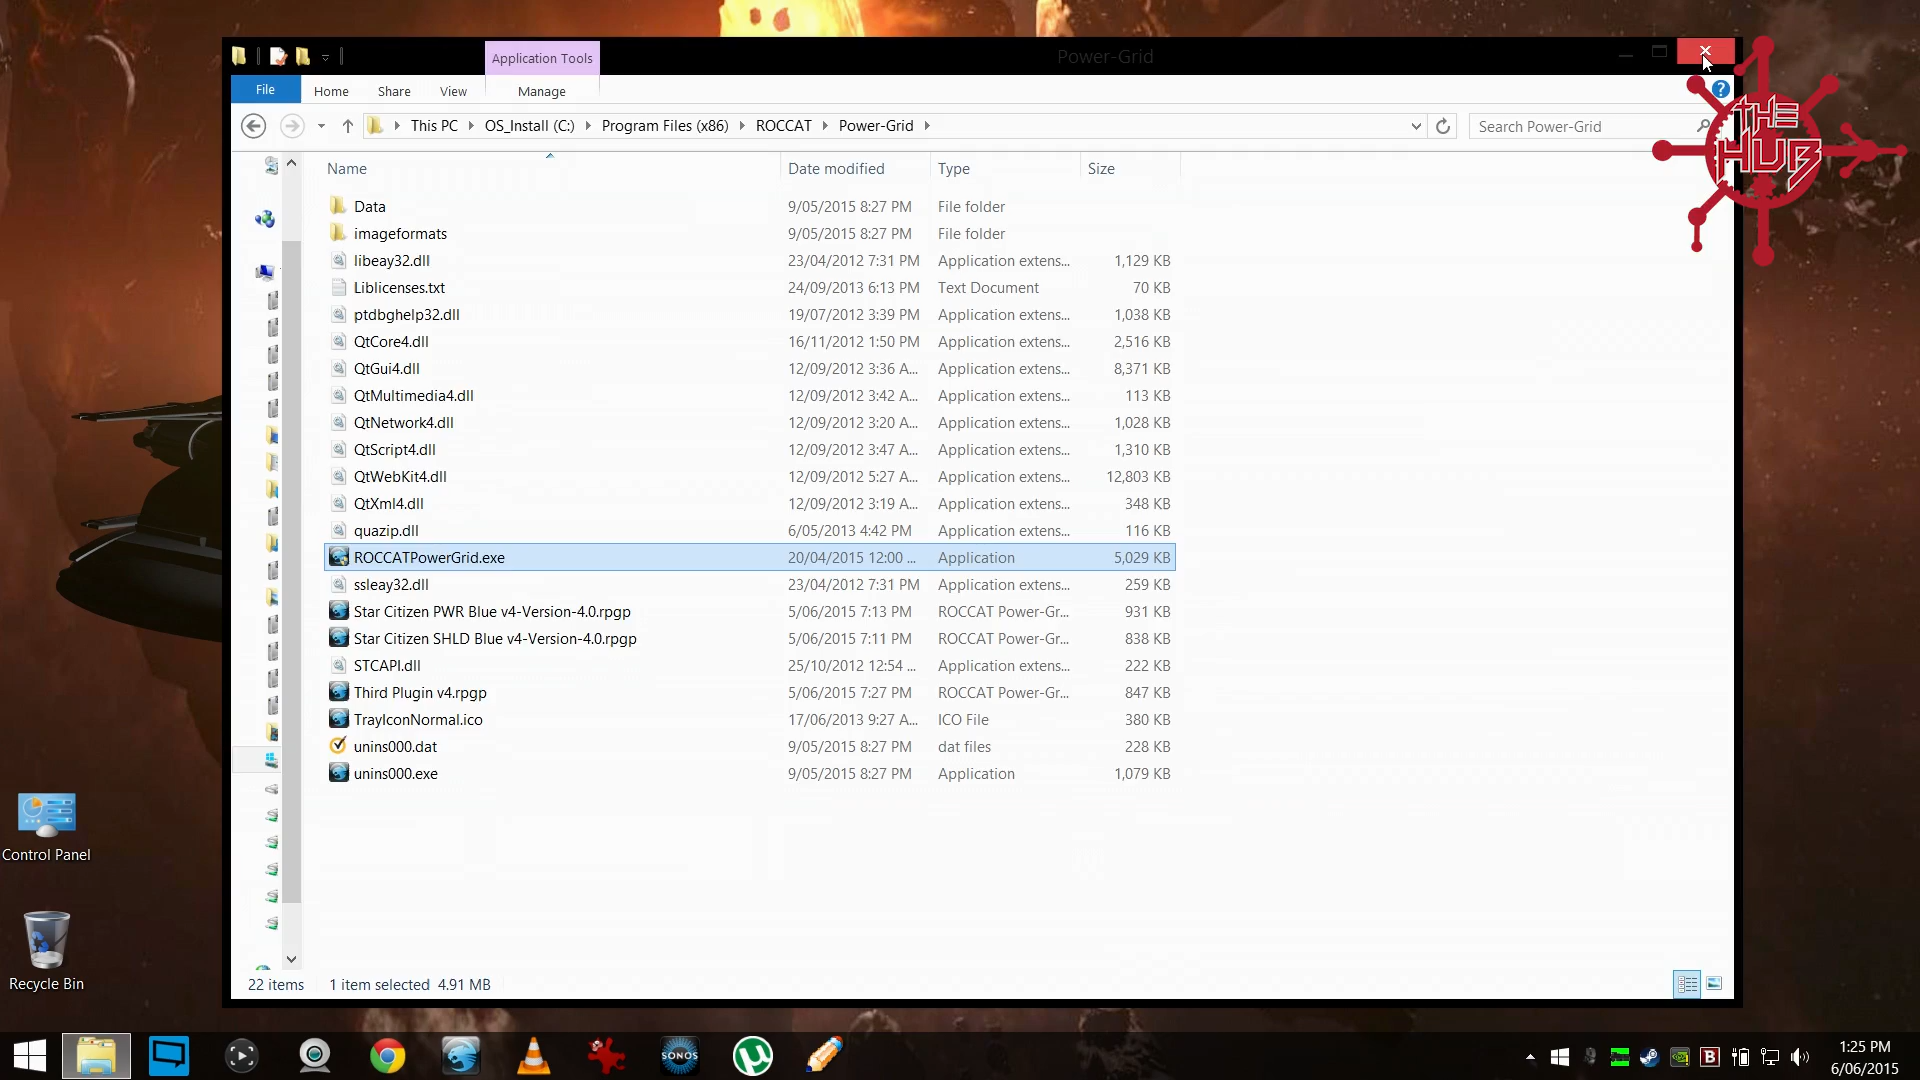 Application Tools
Power-Grid
File Home Share View Manage
This PC OS_Install (C:) Program Files (x86) ROCCAT Power-Grid
Search Power-Grid
THE HUB
Name Date modified Type Size
Data 9/05/2015 8:27 PM File folder
imageformats 9/05/2015 8:27 PM File folder
libeay32.dll 23/04/2012 7:31 PM Application extens... 1,129 KB
Liblicenses.txt 24/09/2013 6:13 PM Text Document 70 KB
ptdbghelp32.dll 19/07/2012 3:39 PM Application extens... 1,038 KB
QtCore4.dll 16/11/2012 1:50 PM Application extens... 2,516 KB
QtGui4.dll 12/09/2012 3:36 A... Application extens... 8,371 KB
QtMultimedia4.dll 12/09/2012 3:42 A... Application extens... 113 KB
QtNetwork4.dll 12/09/2012 3:20 A... Application extens... 1,028 KB
QtScript4.dll 12/09/2012 3:47 A... Application extens... 1,310 KB
QtWebKit4.dll 12/09/2012 5:27 A... Application extens... 12,803 KB
QtXml4.dll 12/09/2012 3:19 A... Application extens... 348 KB
quazip.dll 6/05/2013 4:42 PM Application extens... 116 KB
ROCCATPowerGrid.exe 20/04/2015 12:00 ... Application 5,029 KB
ssleay32.dll 23/04/2012 7:31 PM Application extens... 259 KB
Star Citizen PWR Blue v4-Version-4.0.rpgp 5/06/2015 7:13 PM ROCCAT Power-Gr... 931 KB
Star Citizen SHLD Blue v4-Version-4.0.rpgp 5/06/2015 7:11 PM ROCCAT Power-Gr... 838 KB
STCAPI.dll 25/10/2012 12:54 ... Application extens... 222 KB
Third Plugin v4.rpgp 5/06/2015 7:27 PM ROCCAT Power-Gr... 847 KB
TrayIconNormal.ico 17/06/2013 9:27 A... ICO File 380 KB
unins000.dat 9/05/2015 8:27 PM dat files 228 KB
unins000.exe 9/05/2015 8:27 PM Application 1,079 KB
22 items 1 item selected 4.91 MB
Control Panel
Recycle Bin
SONOS
B
1:25 PM
6/06/2015